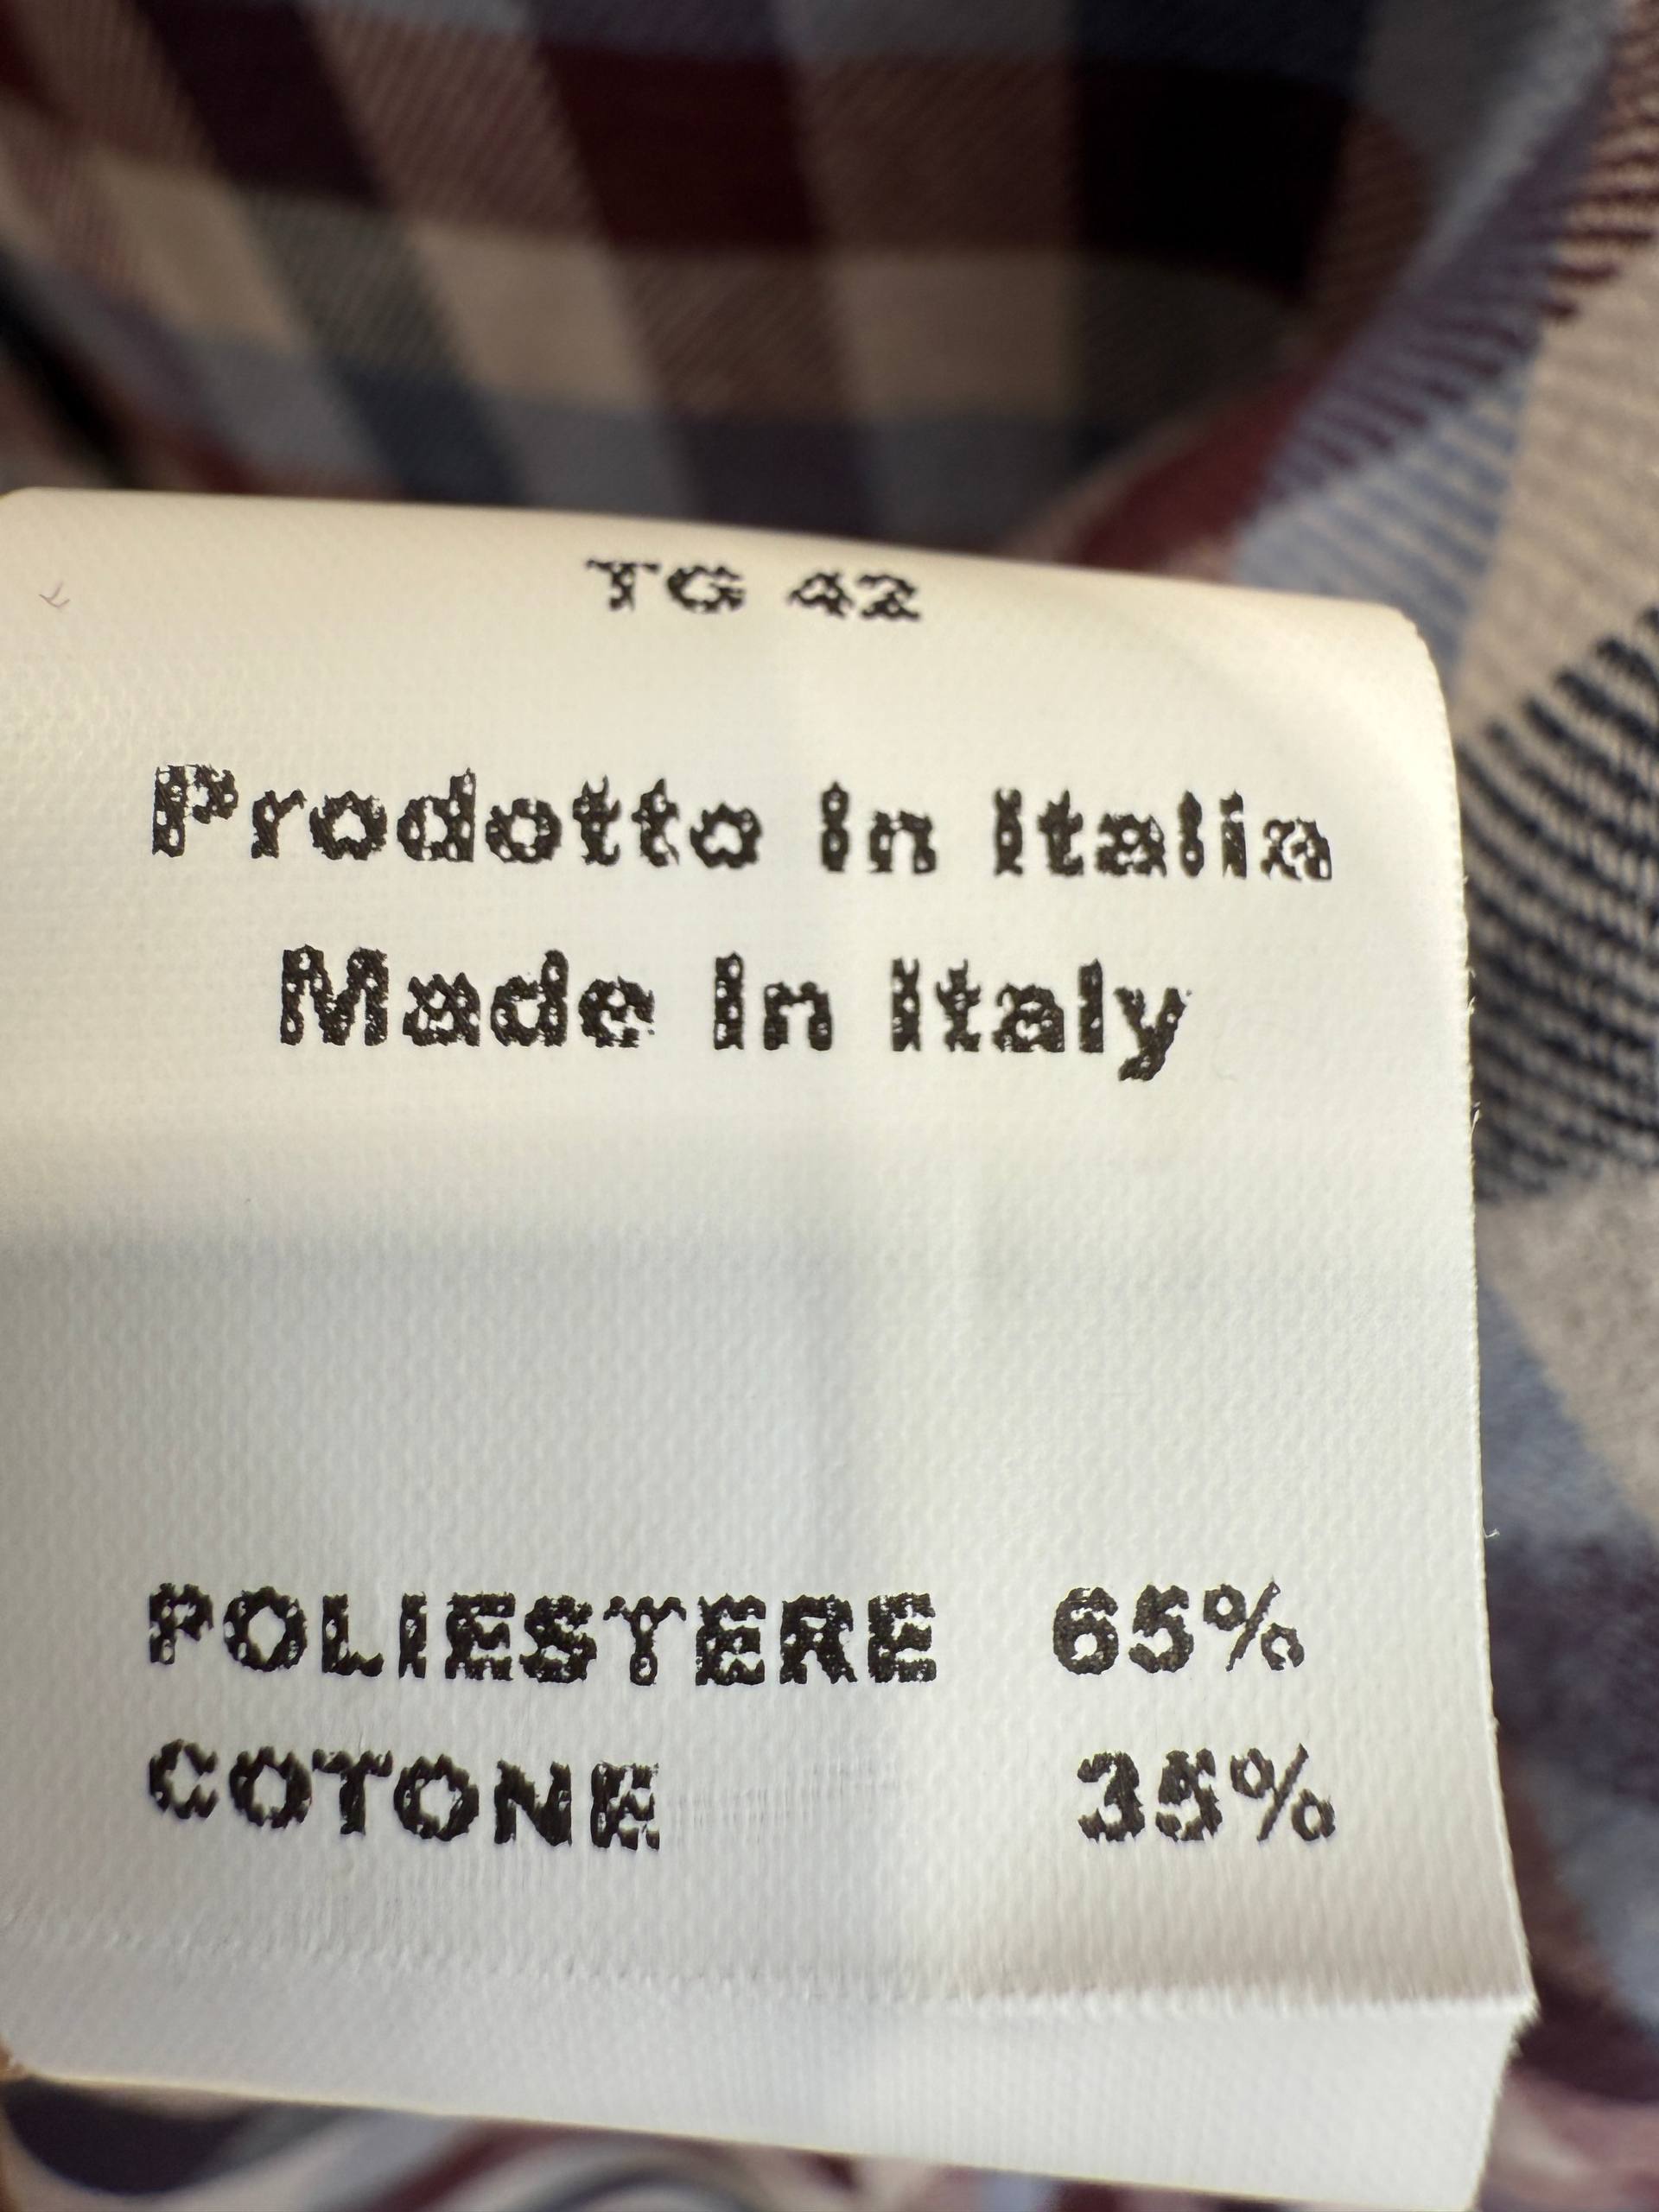 TG 42
Prodotto in Italia
Made In Italy
POLIESTERE 65%
COTONE 35%